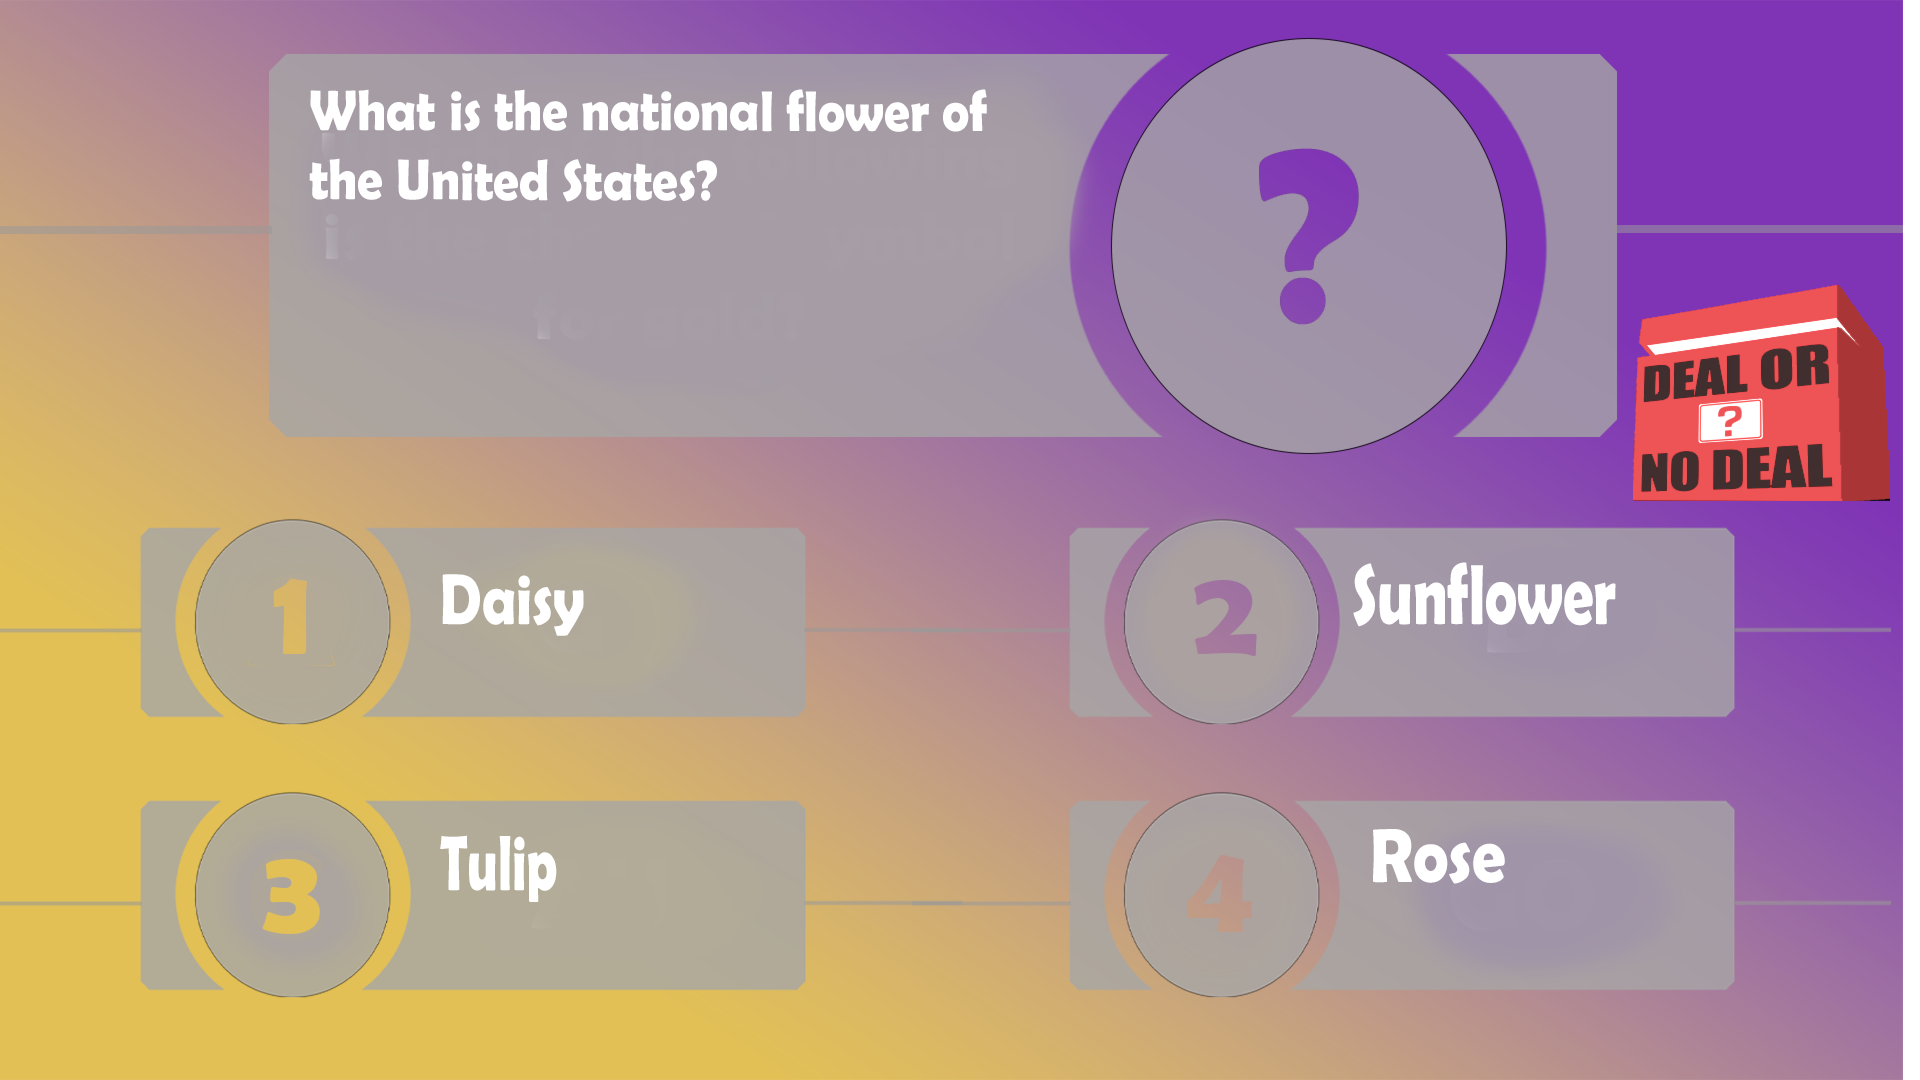 What is the national flower of
the United States?
?
DEAL OR
?
NO DEAL
1
Daisy
2
Sunflower
3
Tulip
4
Rose